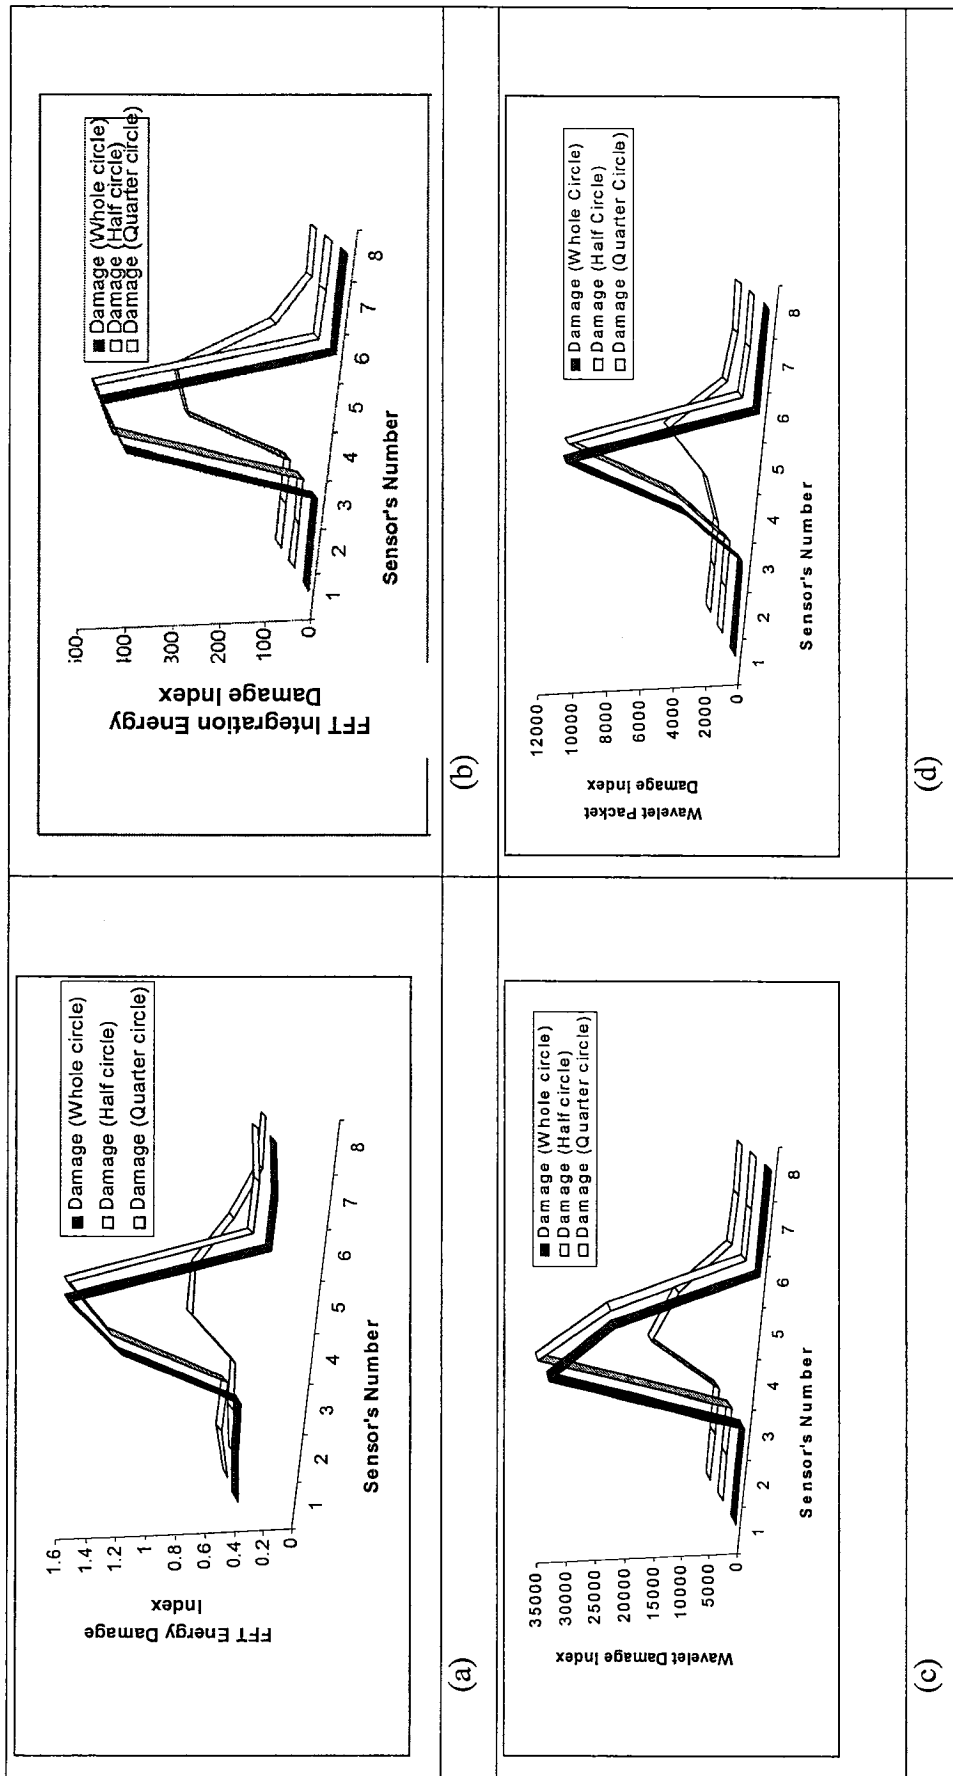 FFT Energy Damage
Index
1.6
1.4
1.2
1
0.8
0.6
0.4
0.2
0
1
2
3
4
5
6
7
8
Sensor's Number
Damage (Whole circle)
Damage (Half circle)
Damage (Quarter circle)
(a)
FFT Integration Energy
Damage Index
500
400
300
200
100
0
1
2
3
4
5
6
7
8
Sensor's Number
Damage (Whole circle)
Damage (Half circle)
Damage (Quarter circle)
(b)
Wavelet Damage Index
35000
30000
25000
20000
15000
10000
5000
0
1
2
3
4
5
6
7
8
Sensor's Number
Damage (Whole circle)
Damage (Half circle)
Damage (Quarter circle)
(c)
Wavelet Packet
Damage Index
12000
10000
8000
6000
4000
2000
0
1
2
3
4
5
6
7
8
Sensor's Number
Damage (Whole Circle)
Damage (Half Circle)
Damage (Quarter Circle)
(d)